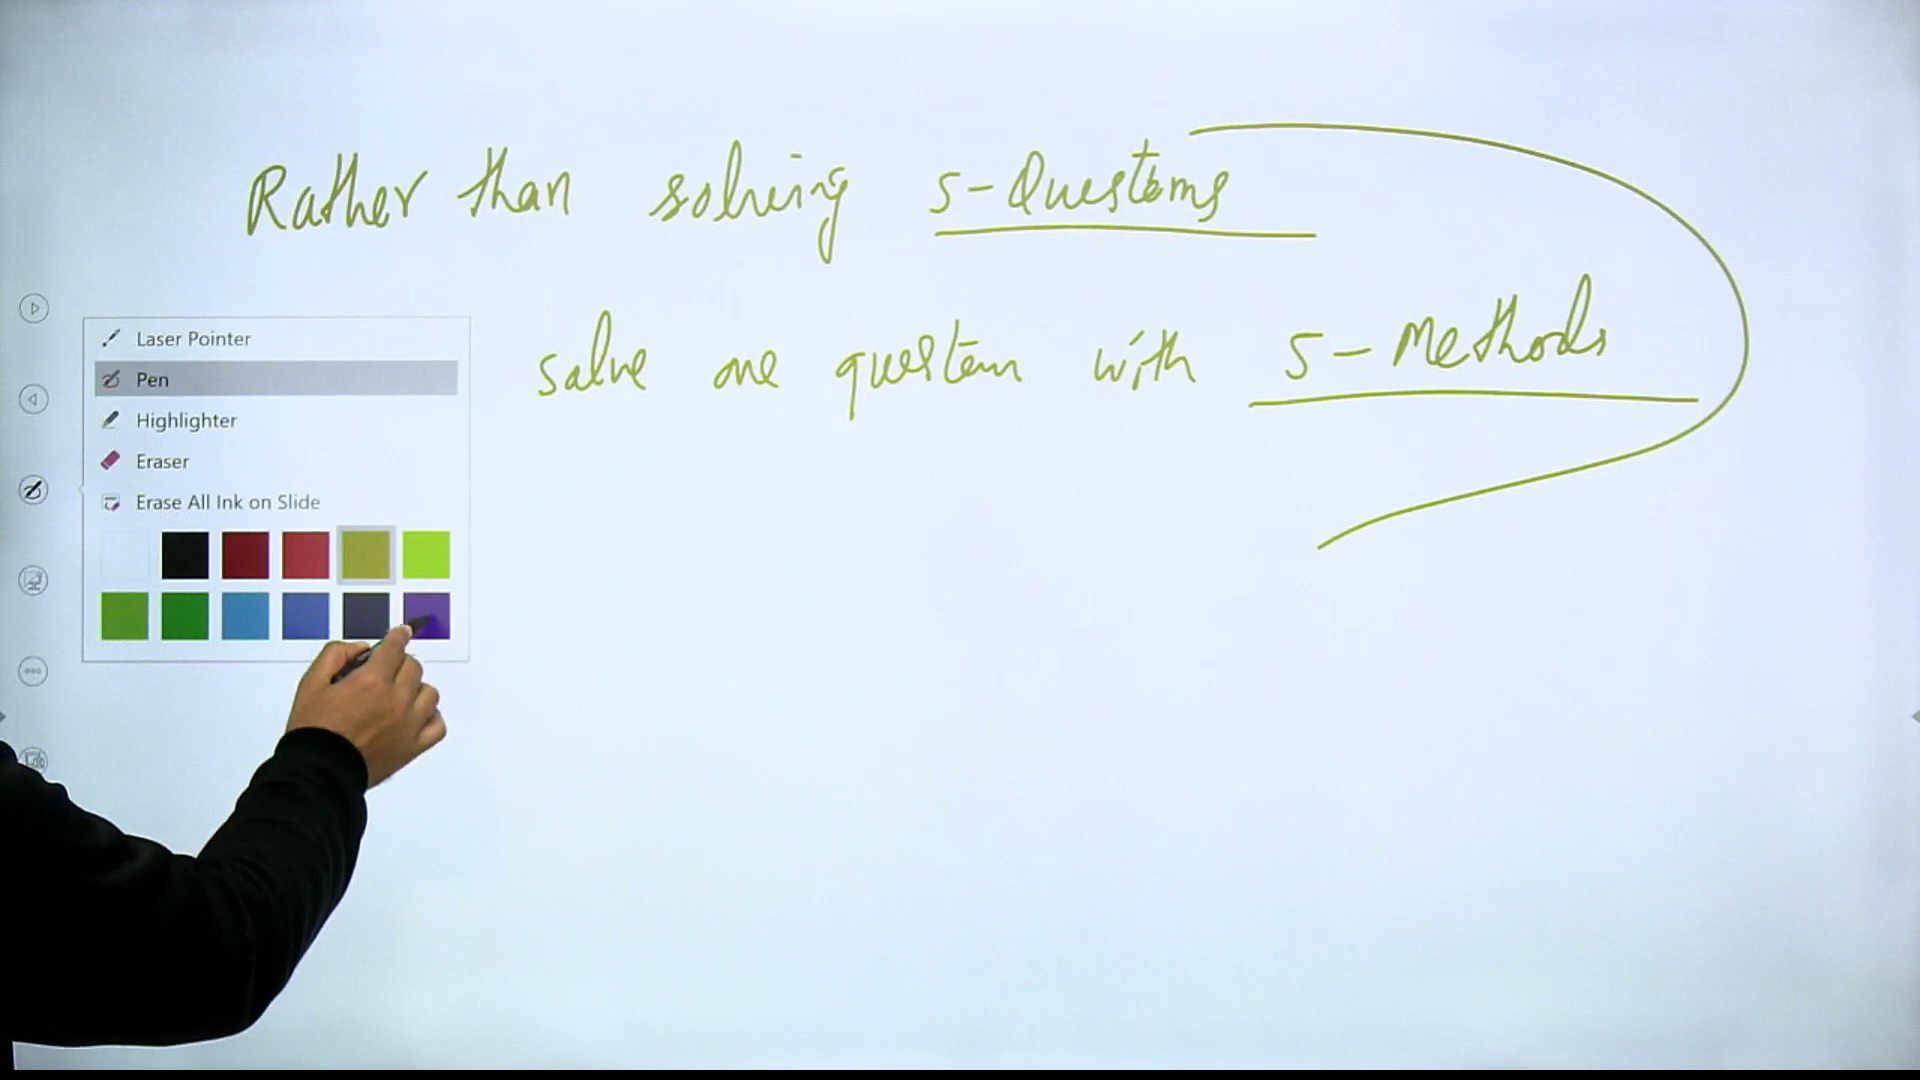 Rather than solving 5-Questions
solve one question with 5-Methods
Laser Pointer
Pen
Highlighter
Eraser
Erase All Ink on Slide